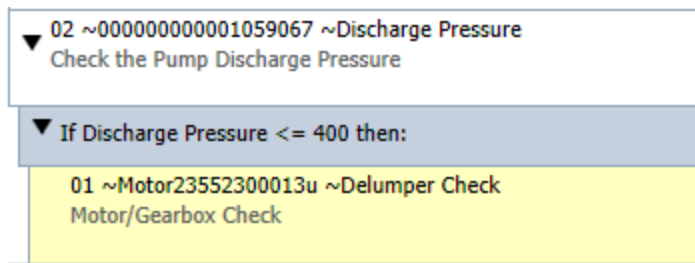 02 ~000000000001059067 ~Discharge Pressure
Check the Pump Discharge Pressure
If Discharge Pressure <= 400 then:
01 ~Motor23552300013u ~Delumper Check
Motor/Gearbox Check